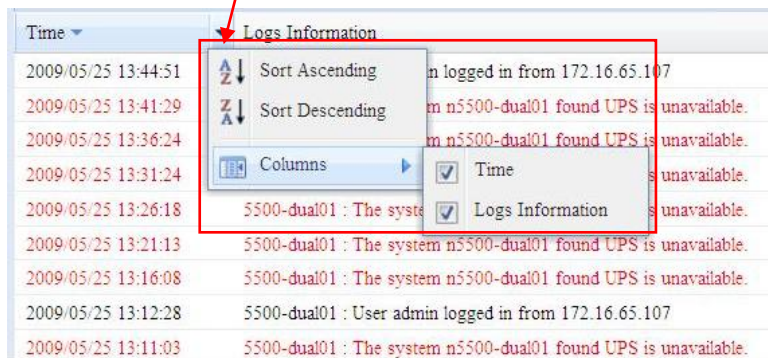 Time Logs Information
2009/05/25 13:44:51 Sort Ascending n logged in from 172.16.65.107
2009/05/25 13:41:29 Sort Descending m n5500-dual01 found UPS is unavailable.
2009/05/25 13:36:24 m n5500-dual01 found UPS is unavailable.
2009/05/25 13:31:24 Columns Time s unavailable.
2009/05/25 13:26:18 5500-dual01 : The syste Logs Information s unavailable.
2009/05/25 13:21:13 5500-dual01 : The system n5500-dual01 found UPS is unavailable.
2009/05/25 13:16:08 5500-dual01 : The system n5500-dual01 found UPS is unavailable.
2009/05/25 13:12:28 5500-dual01 : User admin logged in from 172.16.65.107
2009/05/25 13:11:03 5500-dual01 : The system n5500-dual01 found UPS is unavailable.